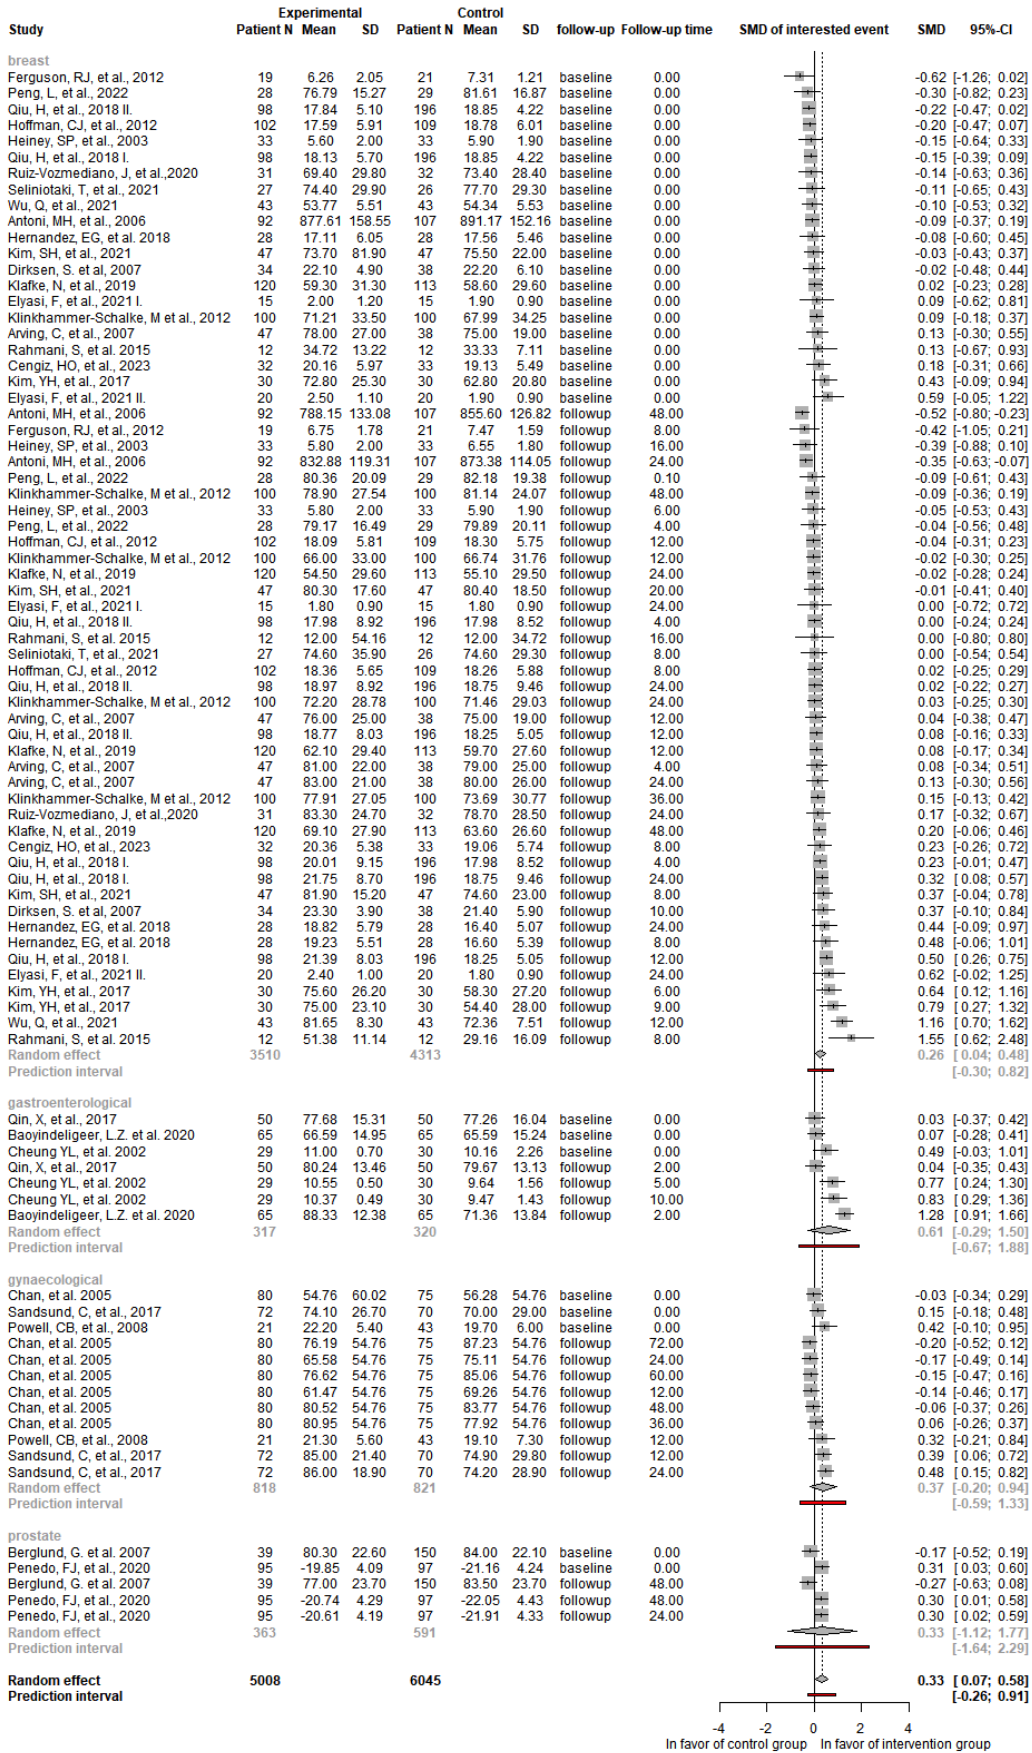 Experimental Control
Study Patient N Mean SD Patient N Mean SD follow-up Follow-up time SMD of interested event SMD 95%-CI
breast
Ferguson, RJ, et al., 2012 19 6.26 2.05 21 7.31 1.21 baseline 0.00 -0.62 [-1.26; 0.02]
Peng, L, et al., 2022 28 76.79 15.27 29 81.61 16.87 baseline 0.00 -0.30 [-0.82; 0.23]
Qiu, H, et al., 2018 II. 98 17.84 5.10 196 18.85 4.22 baseline 0.00 -0.22 [-0.47; 0.02]
Hoffman, CJ, et al., 2012 102 17.59 5.91 109 18.78 6.01 baseline 0.00 -0.20 [-0.47; 0.07]
Heiney, SP, et al., 2003 33 5.60 2.00 33 5.90 1.90 baseline 0.00 -0.15 [-0.64; 0.33]
Qiu, H, et al., 2018 I. 98 18.13 5.70 196 18.85 4.22 baseline 0.00 -0.15 [-0.39; 0.09]
Ruiz-Vozmediano, J, et al.,2020 31 69.40 29.80 32 73.40 28.40 baseline 0.00 -0.14 [-0.63; 0.36]
Seliniotaki, T, et al., 2021 27 74.40 29.90 26 77.70 29.30 baseline 0.00 -0.11 [-0.65; 0.43]
Wu, Q, et al., 2021 43 53.77 5.51 43 54.34 5.53 baseline 0.00 -0.10 [-0.53; 0.32]
Antoni, MH, et al., 2006 92 877.61 158.55 107 891.17 152.16 baseline 0.00 -0.09 [-0.37; 0.19]
Hernandez, EG, et al. 2018 28 17.11 6.05 28 17.56 5.46 baseline 0.00 -0.08 [-0.60; 0.45]
Kim, SH, et al., 2021 47 73.70 81.90 47 75.50 22.00 baseline 0.00 -0.03 [-0.43; 0.37]
Dirksen, S. et al, 2007 34 22.10 4.90 38 22.20 6.10 baseline 0.00 -0.02 [-0.48; 0.44]
Klafke, N, et al., 2019 120 59.30 31.30 113 58.60 29.60 baseline 0.00 0.02 [-0.23; 0.28]
Elyasi, F, et al., 2021 I. 15 2.00 1.20 15 1.90 0.90 baseline 0.00 0.09 [-0.62; 0.81]
Klinkhammer-Schalke, M et al., 2012 100 71.21 33.50 100 67.99 34.25 baseline 0.00 0.09 [-0.18; 0.37]
Arving, C, et al., 2007 47 78.00 27.00 38 75.00 19.00 baseline 0.00 0.13 [-0.30; 0.55]
Rahmani, S, et al. 2015 12 34.72 13.22 12 33.33 7.11 baseline 0.00 0.13 [-0.67; 0.93]
Cengiz, HO, et al., 2023 32 20.16 5.97 33 19.13 5.49 baseline 0.00 0.18 [-0.31; 0.66]
Kim, YH, et al., 2017 30 72.80 25.30 30 62.80 20.80 baseline 0.00 0.43 [-0.09; 0.94]
Elyasi, F, et al., 2021 II. 20 2.50 1.10 20 1.90 0.90 baseline 0.00 0.59 [-0.05; 1.22]
Antoni, MH, et al., 2006 92 788.15 133.08 107 855.60 126.82 followup 48.00 -0.52 [-0.80; -0.23]
Ferguson, RJ, et al., 2012 19 6.75 1.78 21 7.47 1.59 followup 8.00 -0.42 [-1.05; 0.21]
Heiney, SP, et al., 2003 33 5.80 2.00 33 6.55 1.80 followup 16.00 -0.39 [-0.88; 0.10]
Antoni, MH, et al., 2006 92 832.88 119.31 107 873.38 114.05 followup 24.00 -0.35 [-0.63; -0.07]
Peng, L, et al., 2022 28 80.36 20.09 29 82.18 19.38 followup 0.10 -0.09 [-0.61; 0.43]
Klinkhammer-Schalke, M et al., 2012 100 78.90 27.54 100 81.14 24.07 followup 48.00 -0.09 [-0.36; 0.19]
Heiney, SP, et al., 2003 33 5.80 2.00 33 5.90 1.90 followup 6.00 -0.05 [-0.53; 0.43]
Peng, L, et al., 2022 28 79.17 16.49 29 79.89 20.11 followup 4.00 -0.04 [-0.56; 0.48]
Hoffman, CJ, et al., 2012 102 18.09 5.81 109 18.30 5.75 followup 12.00 -0.04 [-0.31; 0.23]
Klinkhammer-Schalke, M et al., 2012 100 66.00 33.00 100 66.74 31.76 followup 12.00 -0.02 [-0.30; 0.25]
Klafke, N, et al., 2019 120 54.50 29.60 113 55.10 29.50 followup 24.00 -0.02 [-0.28; 0.24]
Kim, SH, et al., 2021 47 80.30 17.60 47 80.40 18.50 followup 20.00 -0.01 [-0.41; 0.40]
Elyasi, F, et al., 2021 I. 15 1.80 0.90 15 1.80 0.90 followup 24.00 0.00 [-0.72; 0.72]
Qiu, H, et al., 2018 II. 98 17.98 8.92 196 17.98 8.52 followup 4.00 0.00 [-0.24; 0.24]
Rahmani, S, et al. 2015 12 12.00 54.16 12 12.00 34.72 followup 16.00 0.00 [-0.80; 0.80]
Seliniotaki, T, et al., 2021 27 74.60 35.90 26 74.60 29.30 followup 8.00 0.00 [-0.54; 0.54]
Hoffman, CJ, et al., 2012 102 18.36 5.65 109 18.26 5.88 followup 8.00 0.02 [-0.25; 0.29]
Qiu, H, et al., 2018 II. 98 18.97 8.92 196 18.75 9.46 followup 24.00 0.02 [-0.22; 0.27]
Klinkhammer-Schalke, M et al., 2012 100 72.20 28.78 100 71.46 29.03 followup 24.00 0.03 [-0.25; 0.30]
Arving, C, et al., 2007 47 76.00 25.00 38 75.00 19.00 followup 12.00 0.04 [-0.38; 0.47]
Qiu, H, et al., 2018 II. 98 18.77 8.03 196 18.25 5.05 followup 12.00 0.08 [-0.16; 0.33]
Klafke, N, et al., 2019 120 62.10 29.40 113 59.70 27.60 followup 12.00 0.08 [-0.17; 0.34]
Arving, C, et al., 2007 47 81.00 22.00 38 79.00 25.00 followup 4.00 0.08 [-0.34; 0.51]
Arving, C, et al., 2007 47 83.00 21.00 38 80.00 26.00 followup 24.00 0.13 [-0.30; 0.56]
Klinkhammer-Schalke, M et al., 2012 100 77.91 27.05 100 73.69 30.77 followup 36.00 0.15 [-0.13; 0.42]
Ruiz-Vozmediano, J, et al.,2020 31 83.30 24.70 32 78.70 28.50 followup 24.00 0.17 [-0.32; 0.67]
Klafke, N, et al., 2019 120 69.10 27.90 113 63.60 26.60 followup 48.00 0.20 [-0.06; 0.46]
Cengiz, HO, et al., 2023 32 20.36 5.38 33 19.06 5.74 followup 8.00 0.23 [-0.26; 0.72]
Qiu, H, et al., 2018 I. 98 20.01 9.15 196 17.98 8.52 followup 4.00 0.23 [-0.01; 0.47]
Qiu, H, et al., 2018 I. 98 21.75 8.70 196 18.75 9.46 followup 24.00 0.32 [ 0.08; 0.57]
Kim, SH, et al., 2021 47 81.90 15.20 47 74.60 23.00 followup 8.00 0.37 [-0.04; 0.78]
Dirksen, S. et al, 2007 34 23.30 3.90 38 21.40 5.90 followup 10.00 0.37 [-0.10; 0.84]
Hernandez, EG, et al. 2018 28 18.82 5.79 28 16.40 5.07 followup 24.00 0.44 [-0.09; 0.97]
Hernandez, EG, et al. 2018 28 19.23 5.51 28 16.60 5.39 followup 8.00 0.48 [-0.06; 1.01]
Qiu, H, et al., 2018 I. 98 21.39 8.03 196 18.25 5.05 followup 12.00 0.50 [ 0.26; 0.75]
Elyasi, F, et al., 2021 II. 20 2.40 1.00 20 1.80 0.90 followup 24.00 0.62 [-0.02; 1.25]
Kim, YH, et al., 2017 30 75.60 26.20 30 58.30 27.20 followup 6.00 0.64 [ 0.12; 1.16]
Kim, YH, et al., 2017 30 75.00 23.10 30 54.40 28.00 followup 9.00 0.79 [ 0.27; 1.32]
Wu, Q, et al., 2021 43 81.65 8.30 43 72.36 7.51 followup 12.00 1.16 [ 0.70; 1.62]
Rahmani, S, et al. 2015 12 51.38 11.14 12 29.16 16.09 followup 8.00 1.55 [ 0.62; 2.48]
Random effect 3510 4313 0.26 [ 0.04; 0.48]
Prediction interval [-0.30; 0.82]
gastroenterological
Qin, X, et al., 2017 50 77.68 15.31 50 77.26 16.04 baseline 0.00 0.03 [-0.37; 0.42]
Baoyindeligeer, L.Z. et al. 2020 65 66.59 14.95 65 65.59 15.24 baseline 0.00 0.07 [-0.28; 0.41]
Cheung YL, et al. 2002 29 11.00 0.70 30 10.16 2.26 baseline 0.00 0.49 [-0.03; 1.01]
Qin, X, et al., 2017 50 80.24 13.46 50 79.67 13.13 followup 2.00 0.04 [-0.35; 0.43]
Cheung YL, et al. 2002 29 10.55 0.50 30 9.64 1.56 followup 5.00 0.77 [ 0.24; 1.30]
Cheung YL, et al. 2002 29 10.37 0.49 30 9.47 1.43 followup 10.00 0.83 [ 0.29; 1.36]
Baoyindeligeer, L.Z. et al. 2020 65 88.33 12.38 65 71.36 13.84 followup 2.00 1.28 [ 0.91; 1.66]
Random effect 317 320 0.61 [-0.29; 1.50]
Prediction interval [-0.67; 1.88]
gynaecological
Chan, et al. 2005 80 54.76 60.02 75 56.28 54.76 baseline 0.00 -0.03 [-0.34; 0.29]
Sandsund, C, et al., 2017 72 74.10 26.70 70 70.00 29.00 baseline 0.00 0.15 [-0.18; 0.48]
Powell, CB, et al., 2008 21 22.20 5.40 43 19.70 6.00 baseline 0.00 0.42 [-0.10; 0.95]
Chan, et al. 2005 80 76.19 54.76 75 87.23 54.76 followup 72.00 -0.20 [-0.52; 0.12]
Chan, et al. 2005 80 65.58 54.76 75 75.11 54.76 followup 24.00 -0.17 [-0.49; 0.14]
Chan, et al. 2005 80 76.62 54.76 75 85.06 54.76 followup 60.00 -0.15 [-0.47; 0.16]
Chan, et al. 2005 80 61.47 54.76 75 69.26 54.76 followup 12.00 -0.14 [-0.46; 0.17]
Chan, et al. 2005 80 80.52 54.76 75 83.77 54.76 followup 48.00 -0.06 [-0.37; 0.26]
Chan, et al. 2005 80 80.95 54.76 75 77.92 54.76 followup 36.00 0.06 [-0.26; 0.37]
Powell, CB, et al., 2008 21 21.30 5.60 43 19.10 7.30 followup 12.00 0.32 [-0.21; 0.84]
Sandsund, C, et al., 2017 72 85.00 21.40 70 74.90 29.80 followup 12.00 0.39 [ 0.06; 0.72]
Sandsund, C, et al., 2017 72 86.00 18.90 70 74.20 28.90 followup 24.00 0.48 [ 0.15; 0.82]
Random effect 818 821 0.37 [-0.20; 0.94]
Prediction interval [-0.59; 1.33]
prostate
Berglund, G. et al. 2007 39 80.30 22.60 150 84.00 22.10 baseline 0.00 -0.17 [-0.52; 0.19]
Penedo, FJ, et al., 2020 95 -19.85 4.09 97 -21.16 4.24 baseline 0.00 0.31 [ 0.03; 0.60]
Berglund, G. et al. 2007 39 77.00 23.70 150 83.50 23.70 followup 48.00 -0.27 [-0.63; 0.08]
Penedo, FJ, et al., 2020 95 -20.74 4.29 97 -22.05 4.43 followup 48.00 0.30 [ 0.01; 0.58]
Penedo, FJ, et al., 2020 95 -20.61 4.19 97 -21.91 4.33 followup 24.00 0.30 [ 0.02; 0.59]
Random effect 363 591 0.33 [-1.12; 1.77]
Prediction interval [-1.64; 2.29]
Random effect 5008 6045 0.33 [ 0.07; 0.58]
Prediction interval [-0.26; 0.91]
-4 -2 0 2 4
In favor of control group In favor of intervention group